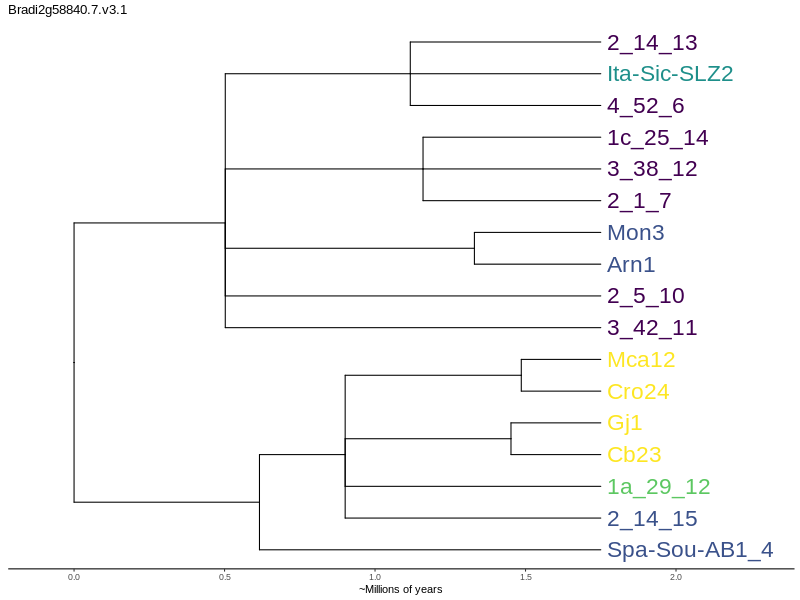 Bradi2g58840.7.v3.1
2_14_13
Ita-Sic-SLZ2
4_52_6
1c_25_14
3_38_12
2_1_7
Mon3
Arn1
2_5_10
3_42_11
Mca12
Cro24
Gj1
Cb23
1a_29_12
2_14_15
Spa-Sou-AB1_4
0.0 0.5 1.0 1.5 2.0
~Millions of years